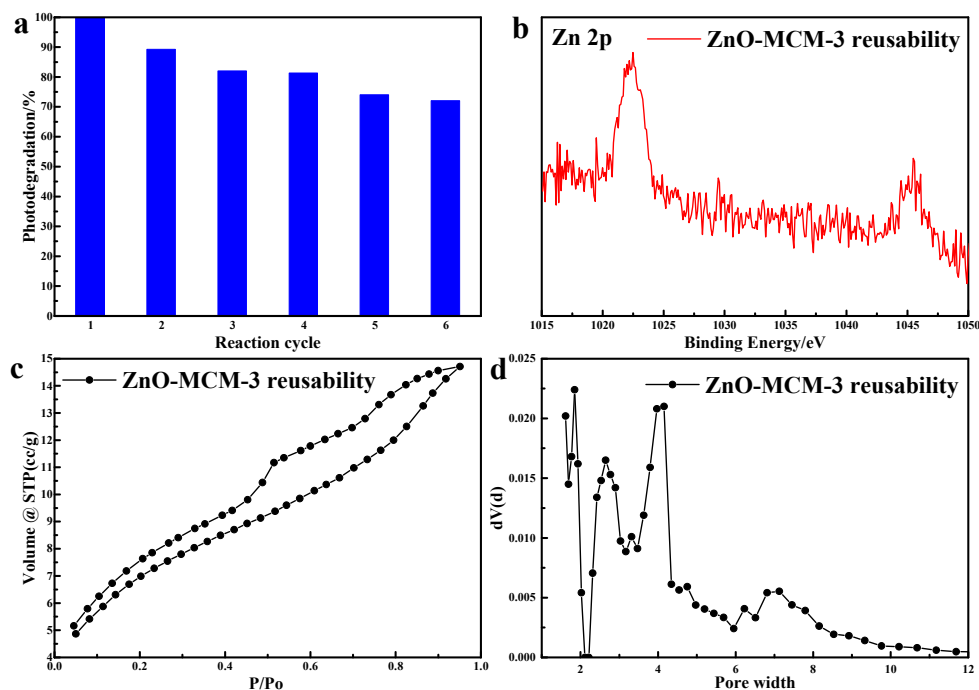 a
Photodegradation/%
100
90
80
70
60
50
40
30
20
10
0
1 2 3 4 5 6
Reaction cycle
b
Zn 2p
ZnO-MCM-3 reusability
1015 1020 1025 1030 1035 1040 1045 1050
Binding Energy/eV
c
ZnO-MCM-3 reusability
Volume @ STP(cc/g)
15
14
13
12
11
10
9
8
7
6
5
4
0.0 0.2 0.4 0.6 0.8 1.0
P/Po
d
ZnO-MCM-3 reusability
dV(d)
0.025
0.020
0.015
0.010
0.005
0.000
2 4 6 8 10 12
Pore width